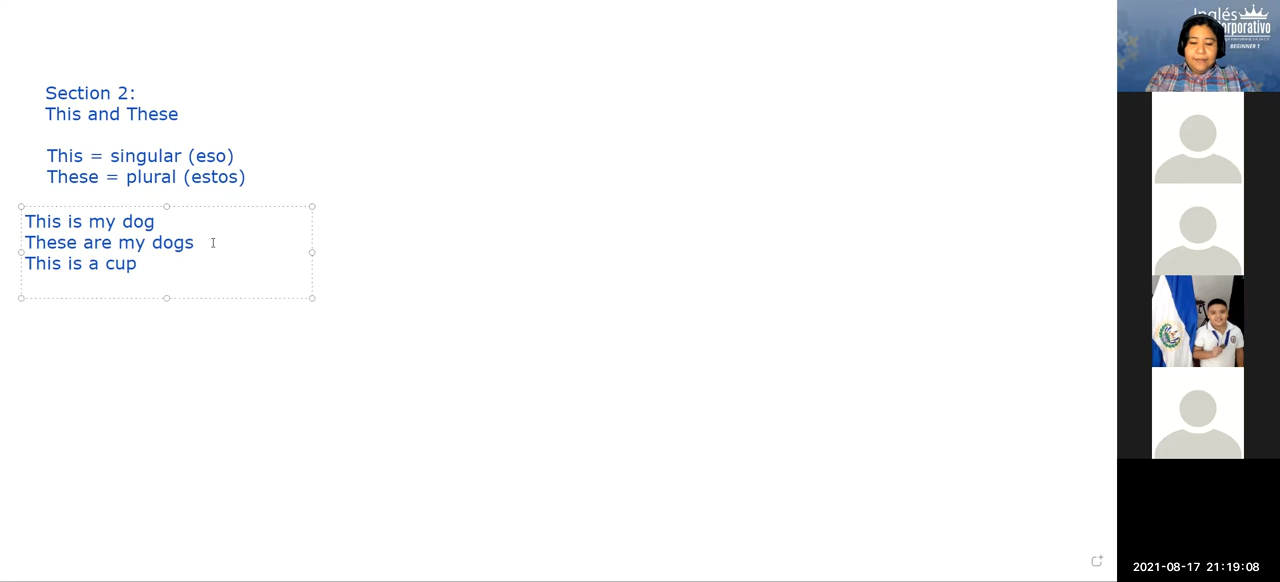 Section 2:
This and These
This = singular (eso)
These = plural (estos)
This is my dog
These are my dogs
This is a cup
Inglés
orporativo
BEGINNER 1
2021-08-17 21:19:08